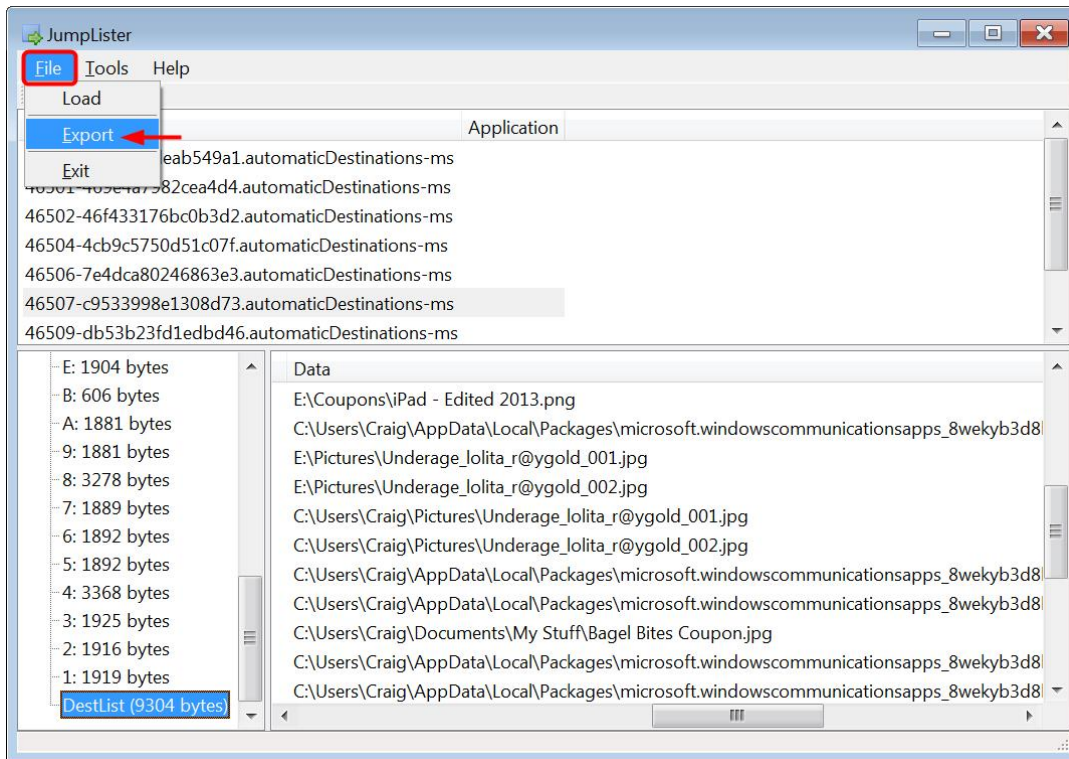 JumpLister
File Tools Help
Load
Application
Export
eab549a1.automaticDestinations-ms
Exit
82cea4d4.automaticDestinations-ms
46502-46f433176bc0b3d2.automaticDestinations-ms
46504-4cb9c5750d51c07f.automaticDestinations-ms
46506-7e4dca80246863e3.automaticDestinations-ms
46507-c9533998e1308d73.automaticDestinations-ms
46509-db53b23fd1edbd46.automaticDestinations-ms
E: 1904 bytes
B: 606 bytes
A: 1881 bytes
9: 1881 bytes
8: 3278 bytes
7: 1889 bytes
6: 1892 bytes
5: 1892 bytes
4: 3368 bytes
3: 1925 bytes
2: 1916 bytes
1: 1919 bytes
DestList (9304 bytes)
Data
E:\Coupons\iPad - Edited 2013.png
C:\Users\Craig\AppData\Local\Packages\microsoft.windowscommunicationsapps_8wekyb3d8
E:\Pictures\Underage_lolita_r@ygold_001.jpg
E:\Pictures\Underage_lolita_r@ygold_002.jpg
C:\Users\Craig\Pictures\Underage_lolita_r@ygold_001.jpg
C:\Users\Craig\Pictures\Underage_lolita_r@ygold_002.jpg
C:\Users\Craig\AppData\Local\Packages\microsoft.windowscommunicationsapps_8wekyb3d8
C:\Users\Craig\AppData\Local\Packages\microsoft.windowscommunicationsapps_8wekyb3d8
C:\Users\Craig\Documents\My Stuff\Bagel Bites Coupon.jpg
C:\Users\Craig\AppData\Local\Packages\microsoft.windowscommunicationsapps_8wekyb3d8
C:\Users\Craig\AppData\Local\Packages\microsoft.windowscommunicationsapps_8wekyb3d8